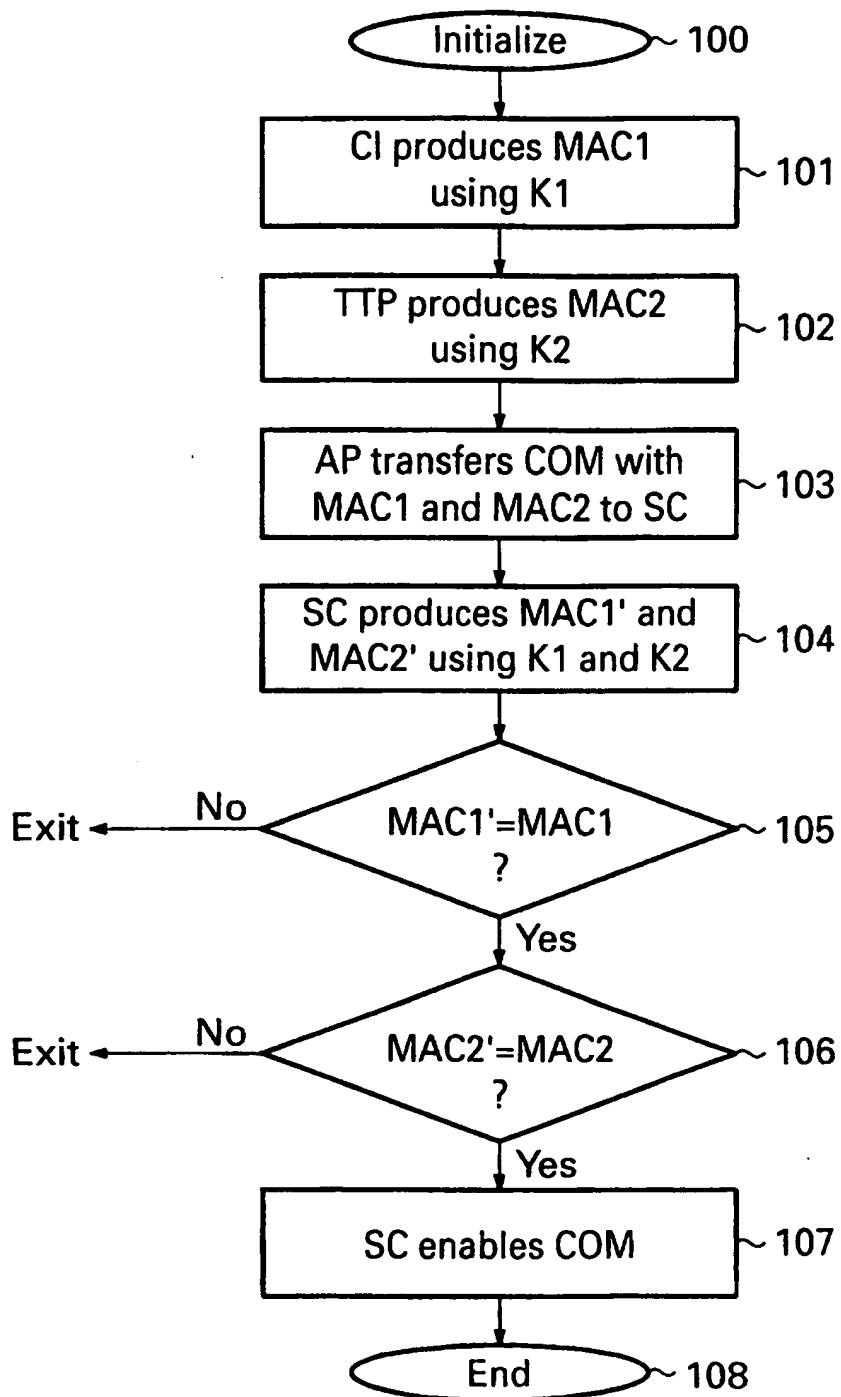 Initialize
100
CI produces MAC1
using K1
101
TTP produces MAC2
using K2
102
AP transfers COM with
MAC1 and MAC2 to SC
103
SC produces MAC1' and
MAC2' using K1 and K2
104
No
Exit
MAC1'=MAC1
?
105
Yes
No
Exit
MAC2'=MAC2
?
106
Yes
SC enables COM
107
End
108